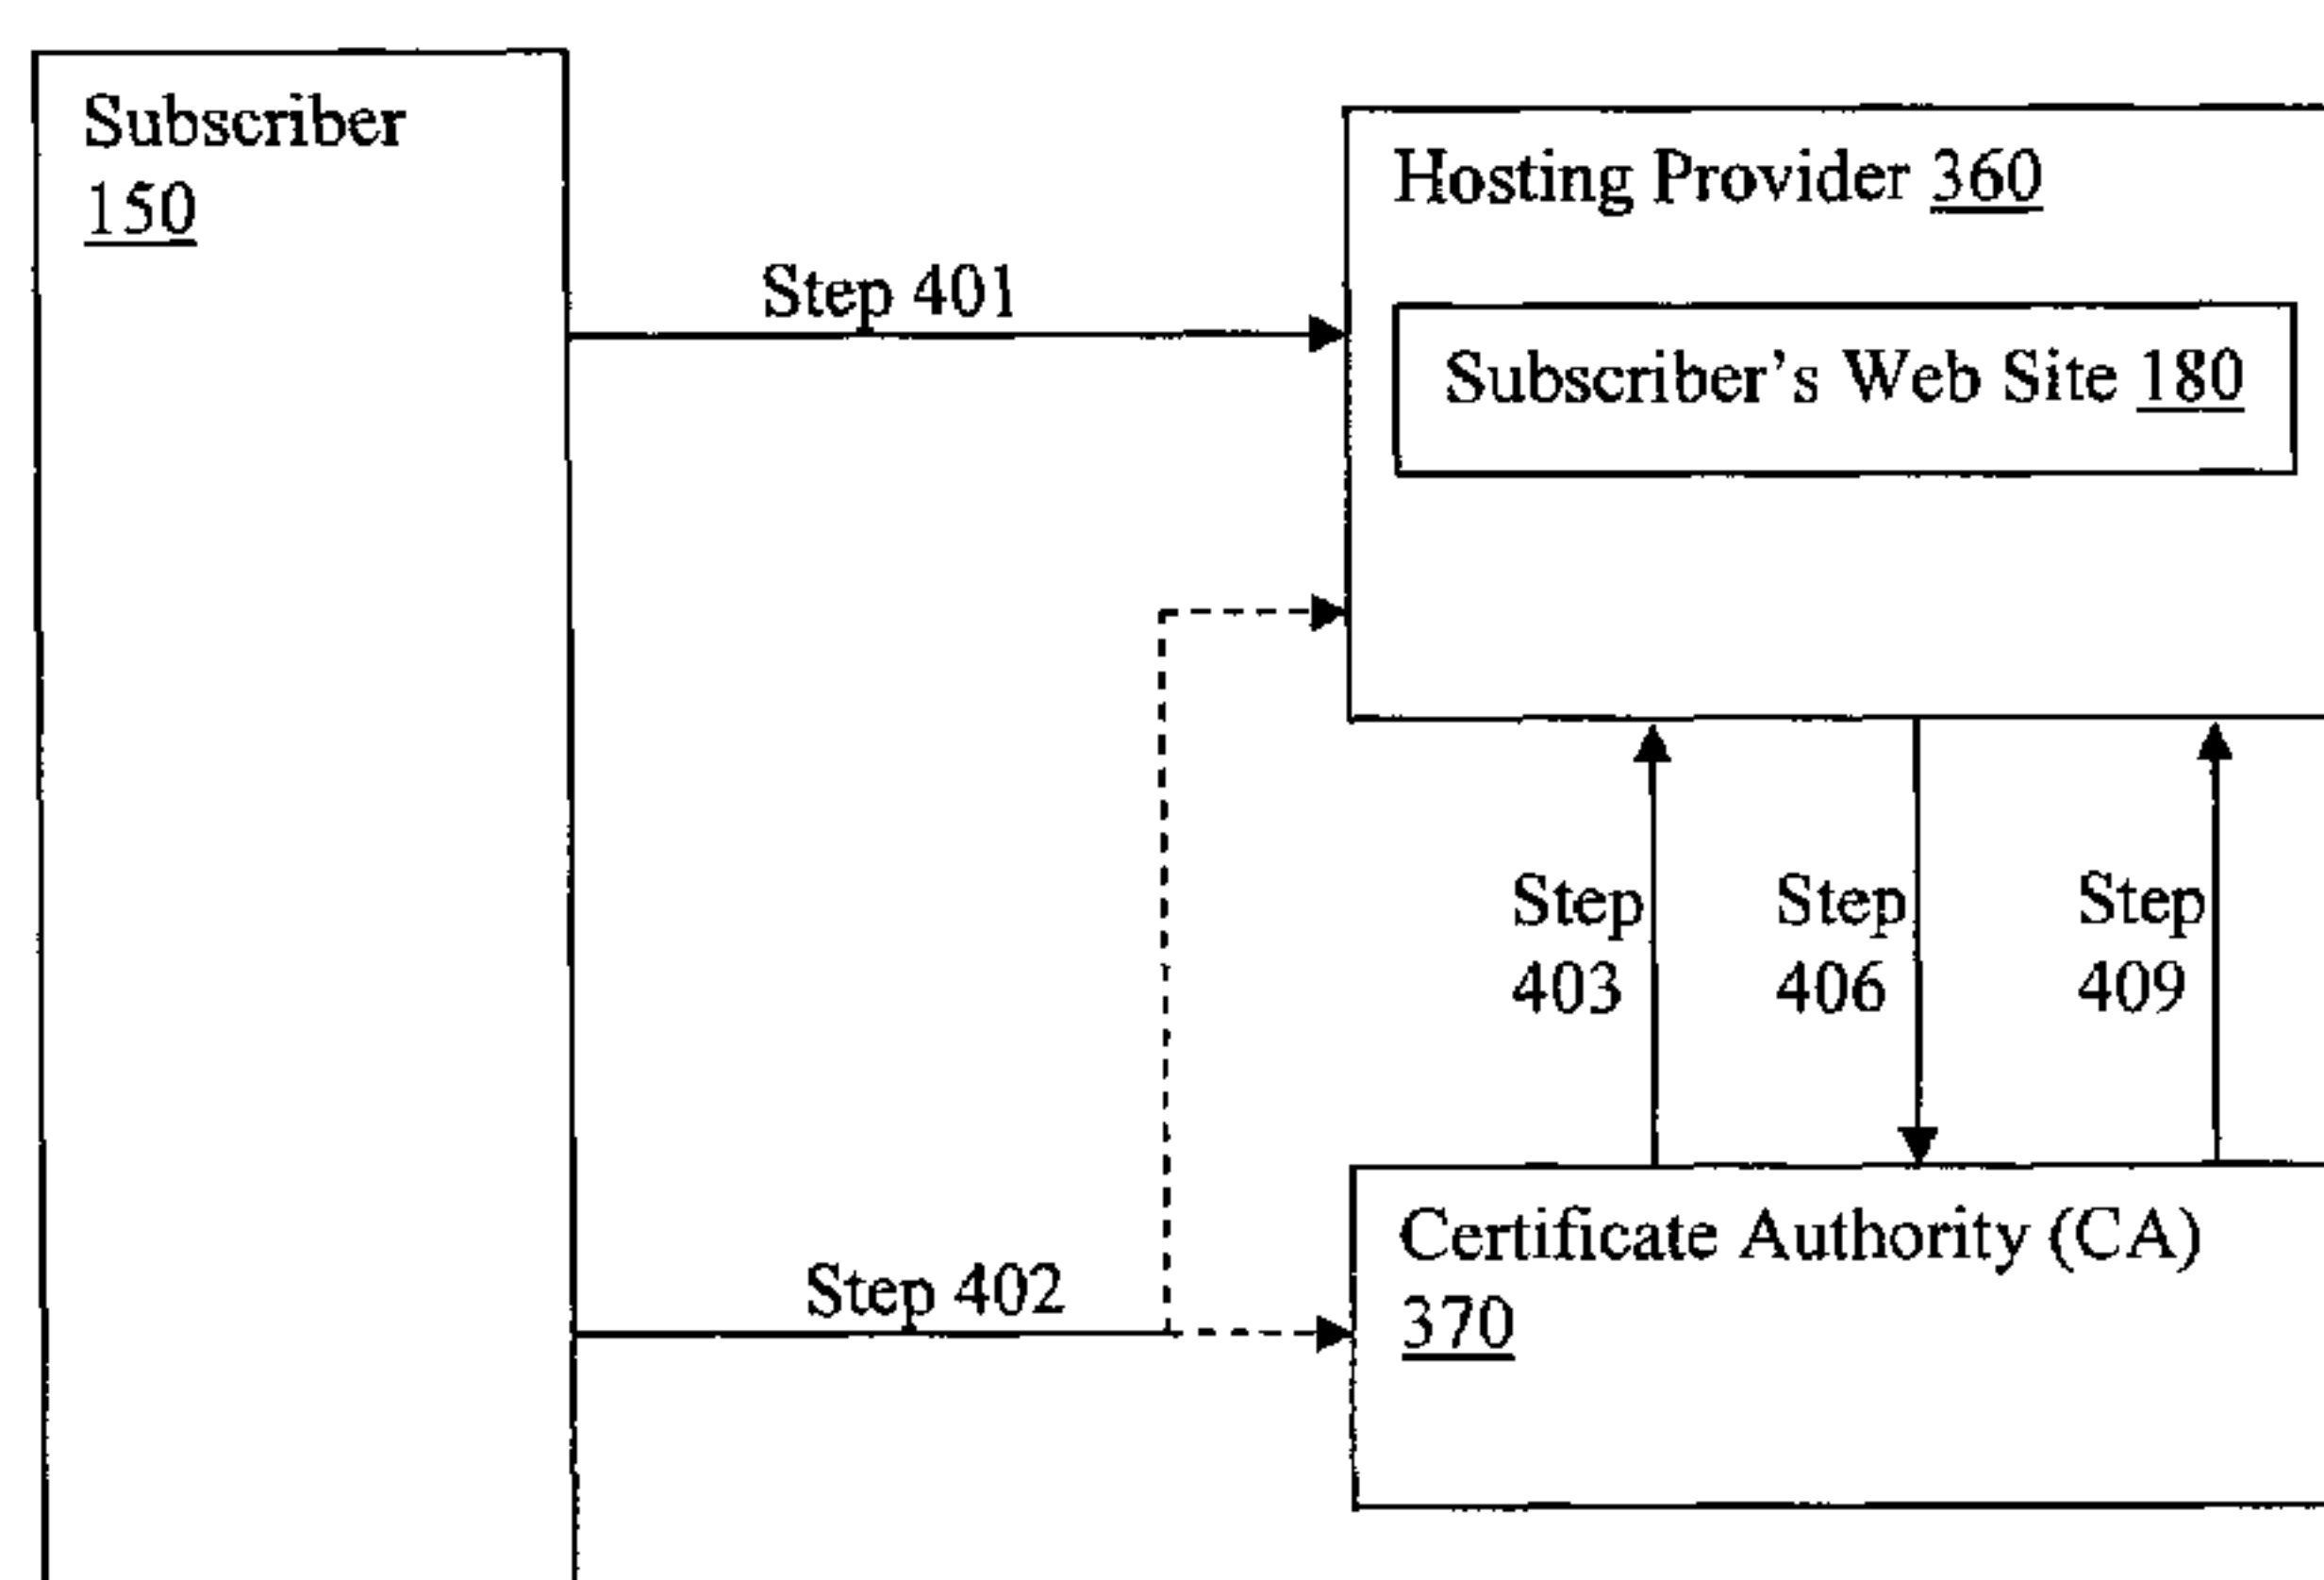 Subscriber
150
Hosting Provider 360
Step 401
Subscriber's Web Site 180
Step
403
Step
406
Step
409
Step 402
Certificate Authority (CA)
370